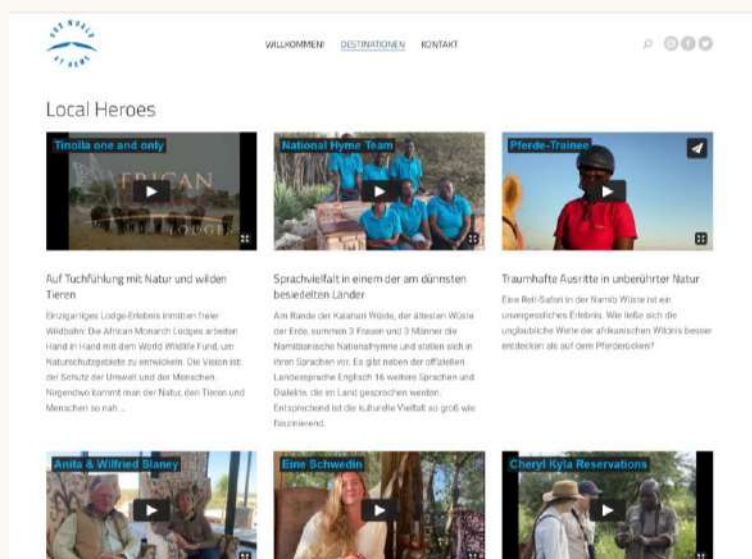 OUR WORLD
AT HOME
WILLKOMMEN!
DESTINATIONEN
KONTAKT
Local Heroes
Tinolla one and only
AFRICAN
LODGES
National Hyme Team
Pferde-Trainee
Auf Tuchfühlung mit Natur und wilden
Tieren
Einzigartiges Lodge-Erlebnis inmitten freier
Wildbahn: Die African Monarch Lodges arbeiten
Hand in Hand mit dem World Wildlife Fund, um
Naturschutzgebiete zu entwickeln. Die Vision ist:
der Schutz der Umwelt und der Menschen.
Nirgendwo kommt man der Natur, den Tieren und
Menschen so nah ...
Sprachvielfalt in einem der am dünnsten
besiedelten Länder
Am Rande der Kalahari Wüste, der ältesten Wüste
der Erde, summen 3 Frauen und 3 Männer die
Namibianische Nationalhymne und stellen sich in
ihren Sprachen vor. Es gibt neben der offiziellen
Landessprache Englisch 16 weitere Sprachen und
Dialekte, die im Land gesprochen werden.
Entsprechend ist die kulturelle Vielfalt so groß wie
faszinierend.
Traumhafte Ausritte in unberührter Natur
Eine Reit-Safari in der Namib Wüste ist ein
unvergessliches Erlebnis. Wie ließe sich die
unglaubliche Weite der afrikanischen Wildnis besser
entdecken als auf dem Pferderücken?
Anita & Wilfried Slaney
Eine Schwedin
Cheryl Kyla Reservations